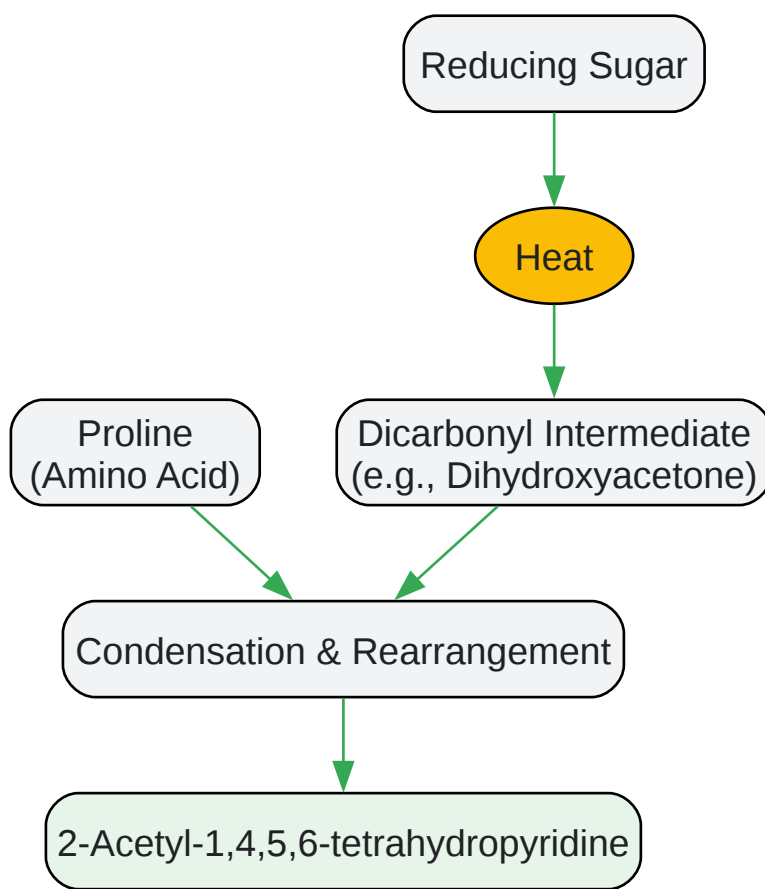 Reducing Sugar
Heat
Proline
(Amino Acid)
Dicarbonyl Intermediate
(e.g., Dihydroxyacetone)
Condensation & Rearrangement
2-Acetyl-1,4,5,6-tetrahydropyridine